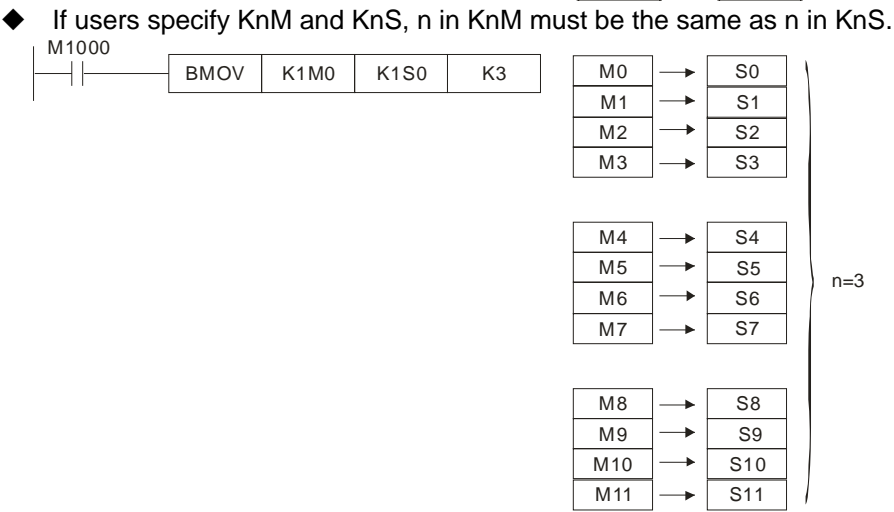 ◆ If users specify KnM and KnS, n in KnM must be the same as n in KnS.
M1000
BMOV K1M0 K1S0 K3
M0 S0
M1 S1
M2 S2
M3 S3
M4 S4
M5 S5
M6 S6
M7 S7
n=3
M8 S8
M9 S9
M10 S10
M11 S11